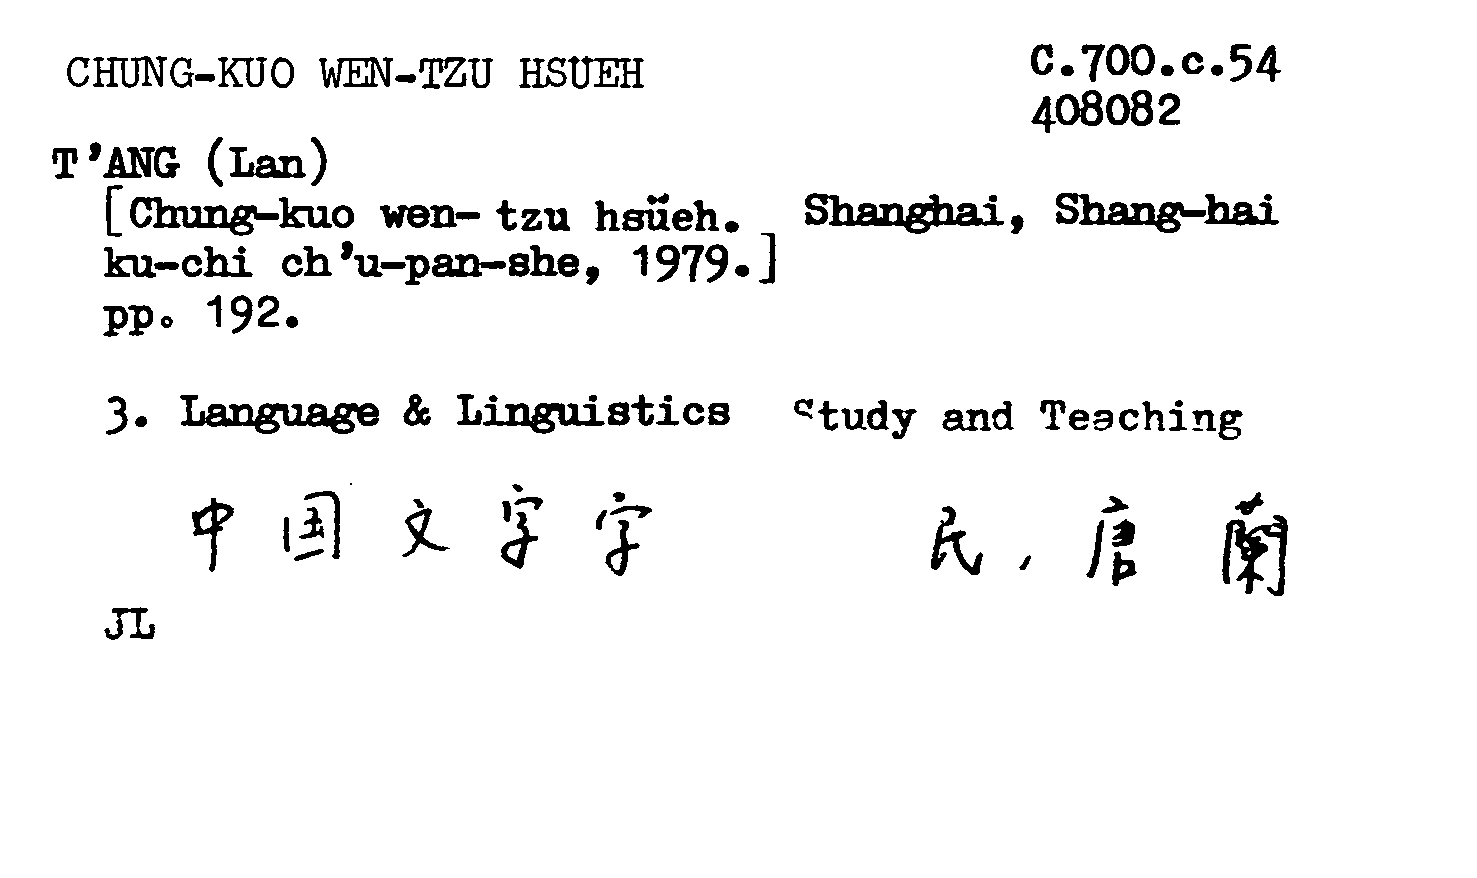 CHUNG-KUO WEN-TZU HSUEH
C.700.c.54
408082
T'ANG (Lan)
[Chung-kuo wen-tzu hsüeh. Shanghai, Shang-hai
ku-chi ch'u-pan-she, 1979.]
pp. 192.
3. Language & Linguistics Study and Teaching
中国文字字 民，唐蘭
JL